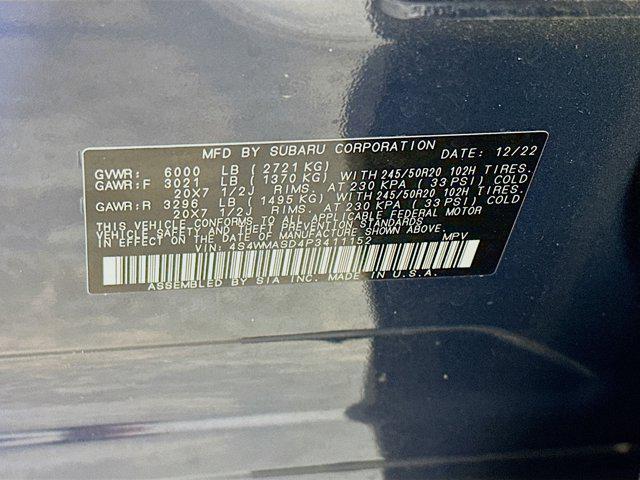 MFD BY SUBARU CORPORATION DATE: 12/22
GVWR: 6000 LB (2721 KG)
GAWR:F 3021 LB (1370 KG) WITH 245/50R20 102H TIRES.
20X7 1/2J RIMS. AT 230 KPA (33 PSI) COLD
GAWR:R 3296 LB (1495 KG) WITH 245/50R20 102H TIRES.
20X7 1/2J RIMS. AT 230 KPA (33 PSI) COLD
THIS VEHICLE CONFORMS TO ALL APPLICABLE FEDERAL MOTOR
VEHICLE SAFETY AND THEFT PREVENTION STANDARDS
IN EFFECT ON THE DATE OF MANUFACTURE SHOWN ABOVE.
VIN: 4S4WMASD4P3411152 MPV
ASSEMBLED BY SIA INC. MADE IN U.S.A.